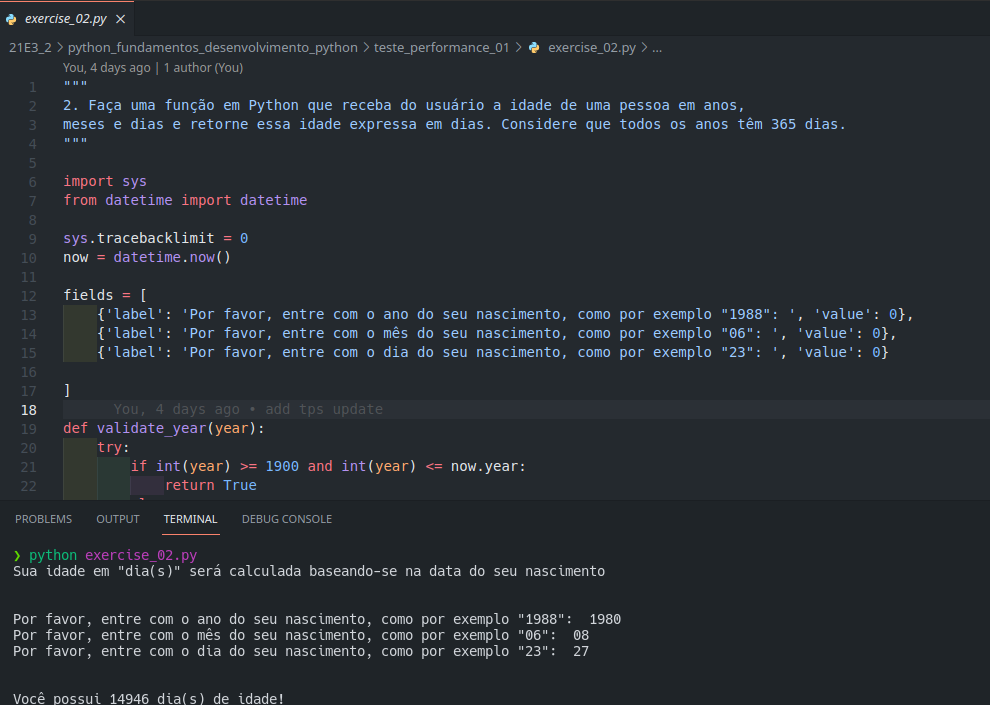 exercise_02.py ×
21E3_2 > python_fundamentos_desenvolvimento_python > teste_performance_01 > exercise_02.py > ...
You, 4 days ago | 1 author (You)
1 """
2 2. Faça uma função em Python que receba do usuário a idade de uma pessoa em anos,
3 meses e dias e retorne essa idade expressa em dias. Considere que todos os anos têm 365 dias.
4 """
5
6 import sys
7 from datetime import datetime
8
9 sys.tracebacklimit = 0
10 now = datetime.now()
11
12 fields = [
13     {'label': 'Por favor, entre com o ano do seu nascimento, como por exemplo "1988": ', 'value': 0},
14     {'label': 'Por favor, entre com o mês do seu nascimento, como por exemplo "06": ', 'value': 0},
15     {'label': 'Por favor, entre com o dia do seu nascimento, como por exemplo "23": ', 'value': 0}
16
17 ]
18       You, 4 days ago • add tps update
19 def validate_year(year):
20     try:
21         if int(year) >= 1900 and int(year) <= now.year:
22             return True
PROBLEMS OUTPUT TERMINAL DEBUG CONSOLE
❯ python exercise_02.py
Sua idade em "dia(s)" será calculada baseando-se na data do seu nascimento
Por favor, entre com o ano do seu nascimento, como por exemplo "1988":  1980
Por favor, entre com o mês do seu nascimento, como por exemplo "06":  08
Por favor, entre com o dia do seu nascimento, como por exemplo "23":  27
Você possui 14946 dia(s) de idade!